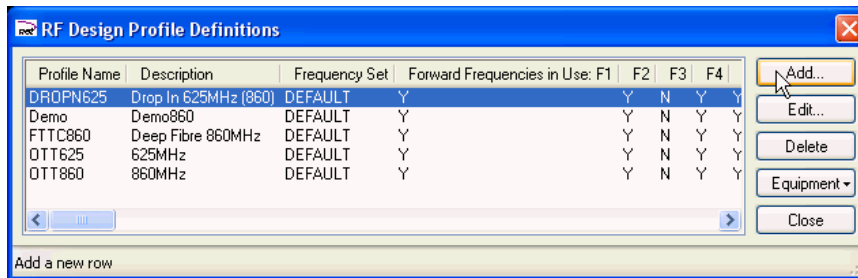 RF Design Profile Definitions
Profile Name Description Frequency Set Forward Frequencies in Use: F1 F2 F3 F4
DROPN625 Drop In 625MHz (860) DEFAULT Y Y N Y Y
Demo Demo860 DEFAULT Y Y N Y Y
FTTC860 Deep Fibre 860MHz DEFAULT Y Y N Y Y
OTT625 625MHz DEFAULT Y Y N Y Y
OTT860 860MHz DEFAULT Y Y N Y Y
Add...
Edit...
Delete
Equipment
Close
Add a new row